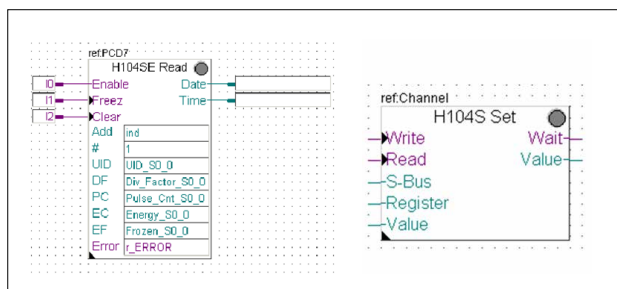 ref:PCD7
H104SE Read
I0 Enable Date
I1 Freez Time
I2 Clear
Add ind
# 1
UID UID_S0_0
DF Div_Factor_S0_0
PC Pulse_Cnt_S0_0
EC Energy_S0_0
EF Frozen_S0_0
Error r_ERROR
ref:Channel
H104S Set
Write Wait
Read Value
S-Bus
Register
Value